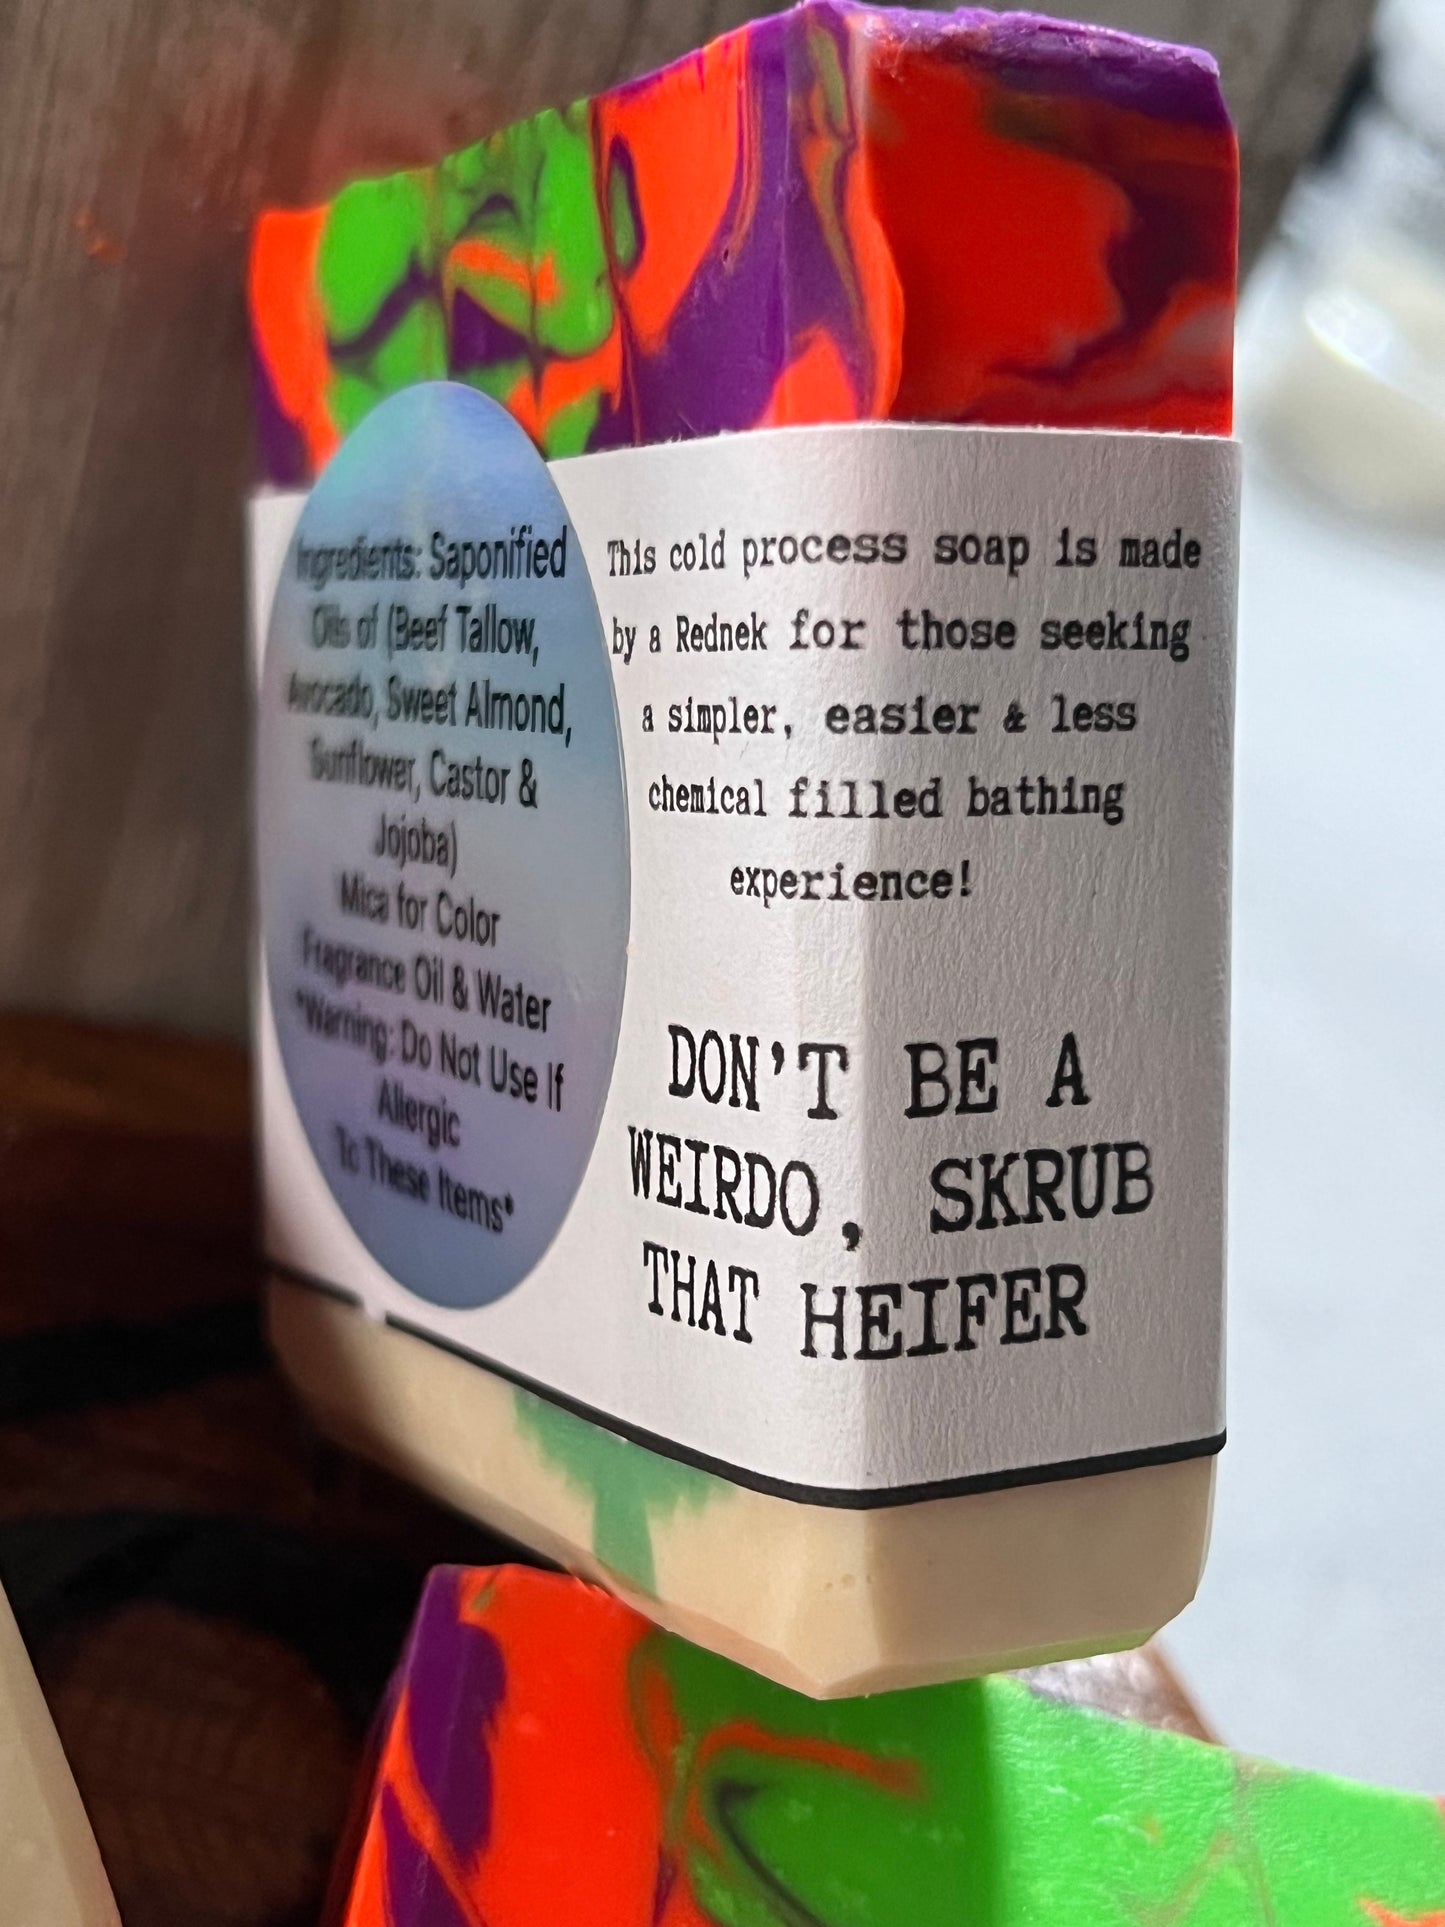 Ingredients: Saponified
Oils of (Beef Tallow,
Avocado, Sweet Almond,
Sunflower, Castor &
Jojoba)
Mica for Color
Fragrance Oil & Water
*Warning: Do Not Use If
Allergic
To These Items*
This cold process soap is made
by a Rednek for those seeking
a simpler, easier & less
chemical filled bathing
experience!
DON'T BE A
WEIRDO, SKRUB
THAT HEIFER